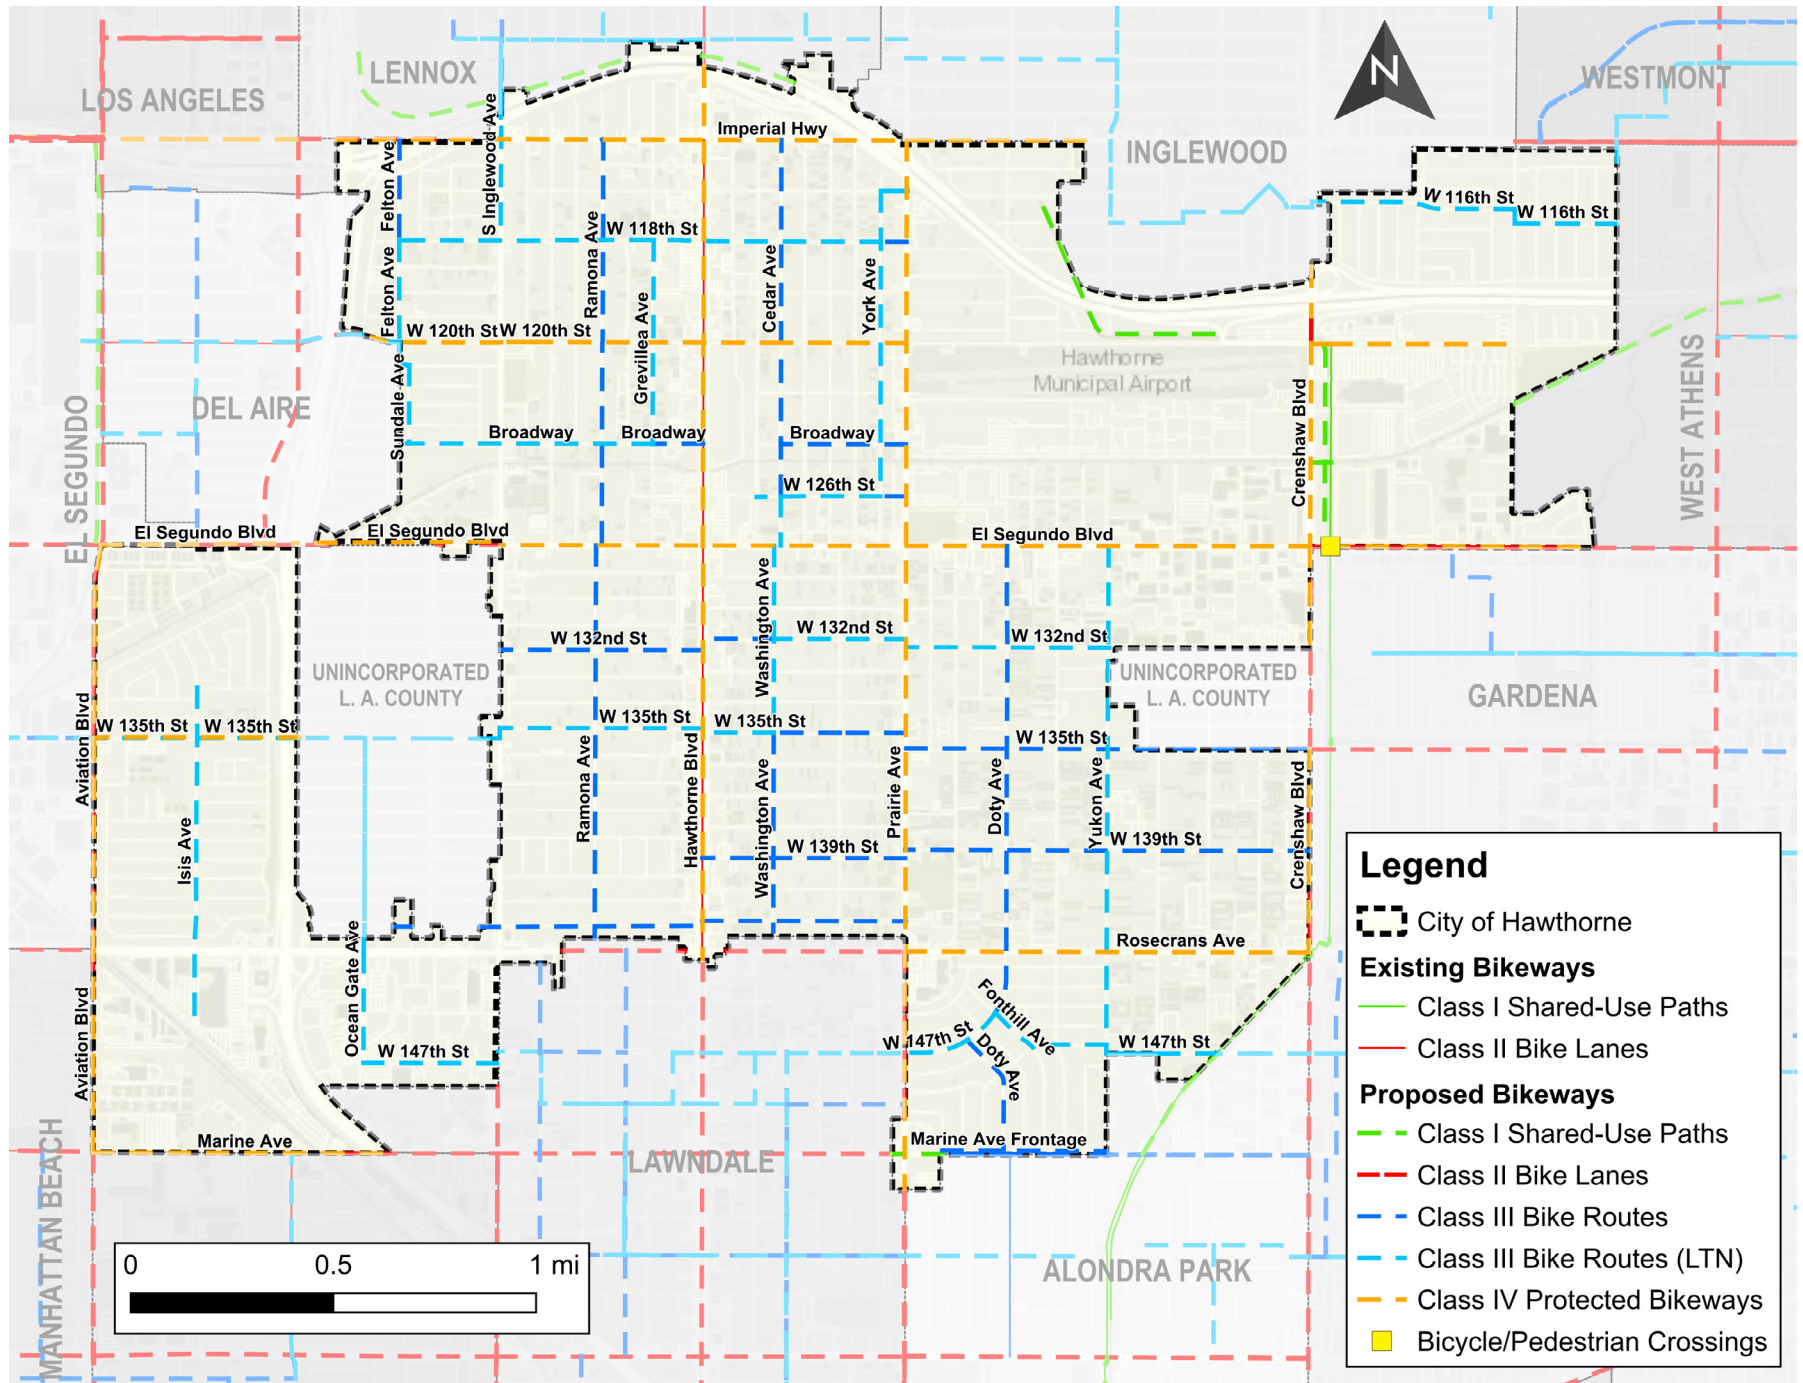 LENNOX
LOS ANGELES
WESTMONT
N
Imperial Hwy
INGLEWOOD
S Inglewood Ave
Felton Ave
W 116th St
W 116th St
W 118th St
Ramona Ave
Felton Ave
Cedar Ave
York Ave
W 120th St
W 120th St
Grevillea Ave
Hawthorne
Municipal Airport
Sundale Ave
DEL AIRE
EL SEGUNDO
Crenshaw Blvd
WEST ATHENS
Broadway
Broadway
Broadway
W 126th St
El Segundo Blvd
El Segundo Blvd
El Segundo Blvd
Washington Ave
W 132nd St
W 132nd St
W 132nd St
UNINCORPORATED
L. A. COUNTY
UNINCORPORATED
L. A. COUNTY
GARDENA
Aviation Blvd
W 135th St
W 135th St
W 135th St
W 135th St
W 135th St
Isis Ave
Ramona Ave
Hawthorne Blvd
Washington Ave
Prairie Ave
Doty Ave
Yukon Ave
Crenshaw Blvd
W 139th St
W 139th St
Rosecrans Ave
Ocean Gate Ave
Aviation Blvd
Fonthill Ave
W 147th St
Doty Ave
W 147th St
W 147th St
Marine Ave
Marine Ave Frontage
LAWNDALE
MANHATTAN BEACH
ALONDRA PARK
0 0.5 1 mi
Legend
City of Hawthorne
Existing Bikeways
Class I Shared-Use Paths
Class II Bike Lanes
Proposed Bikeways
Class I Shared-Use Paths
Class II Bike Lanes
Class III Bike Routes
Class III Bike Routes (LTN)
Class IV Protected Bikeways
Bicycle/Pedestrian Crossings